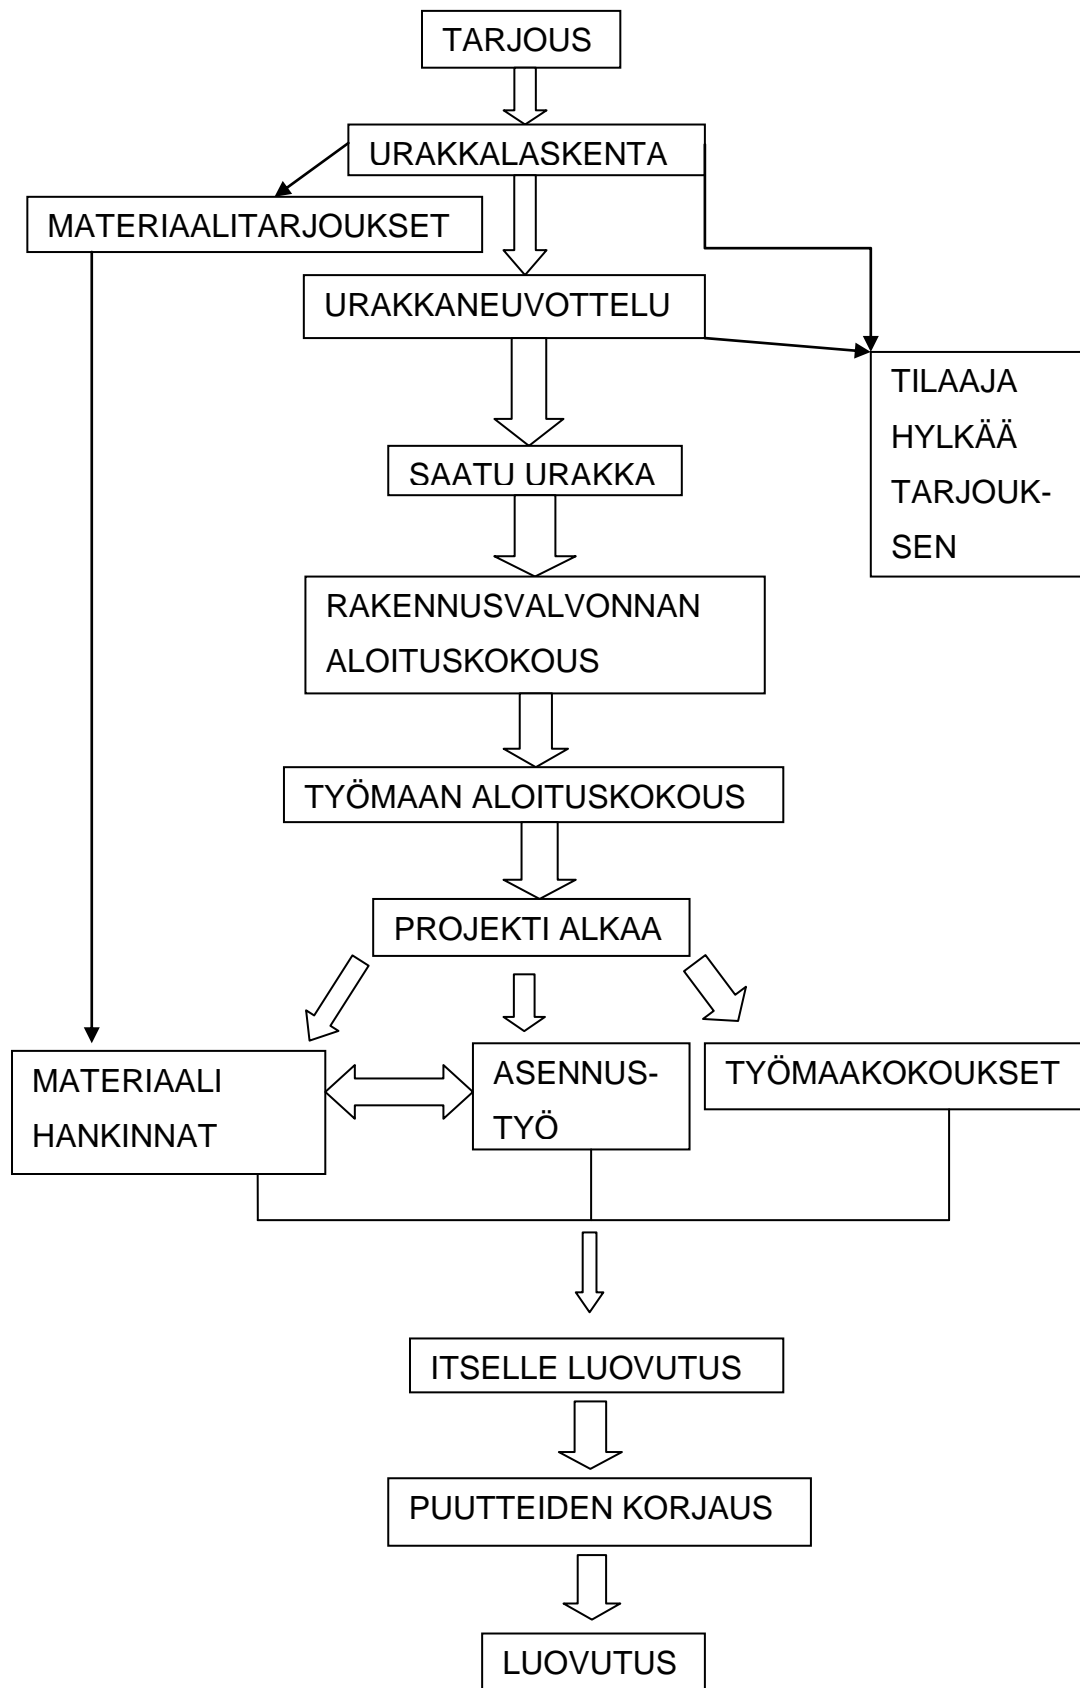 TARJOUS
URAKKALASKENTA
MATERIAALITARJOUKSET
URAKKANEUVOTTELU
TILAAJA
HYLKÄÄ
TARJOUK-
SEN
SAATU URAKKA
RAKENNUSVALVONNAN
ALOITUSKOKOUS
TYÖMAAN ALOITUSKOKOUS
PROJEKTI ALKAA
MATERIAALI
HANKINNAT
ASENNUS-
TYÖ
TYÖMAAKOKOUKSET
ITSELLE LUOVUTUS
PUUTTEIDEN KORJAUS
LUOVUTUS